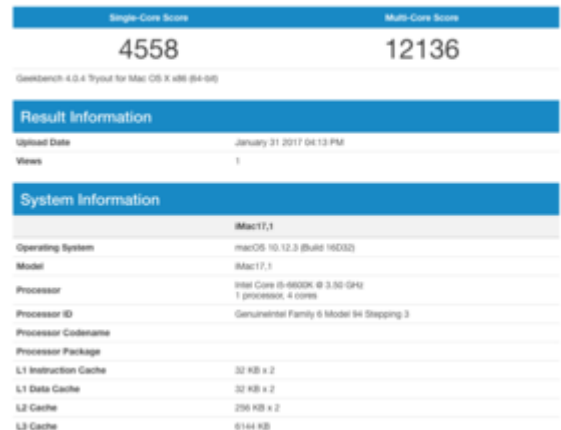 Single-Core Score Multi-Core Score
4558 12136
Geekbench 4.0.4 Tryout for Mac OS X x86 (64-bit)
Result Information
Upload Date January 31 2017 04:13 PM
Views 1
System Information
iMac17,1
Operating System macOS 10.12.3 (Build 16D32)
Model iMac17,1
Processor Intel Core i5-6600K @ 3.50 GHz
1 processor, 4 cores
Processor ID GenuineIntel Family 6 Model 94 Stepping 3
Processor Codename
Processor Package
L1 Instruction Cache 32 KB x 2
L1 Data Cache 32 KB x 2
L2 Cache 256 KB x 2
L3 Cache 6144 KB